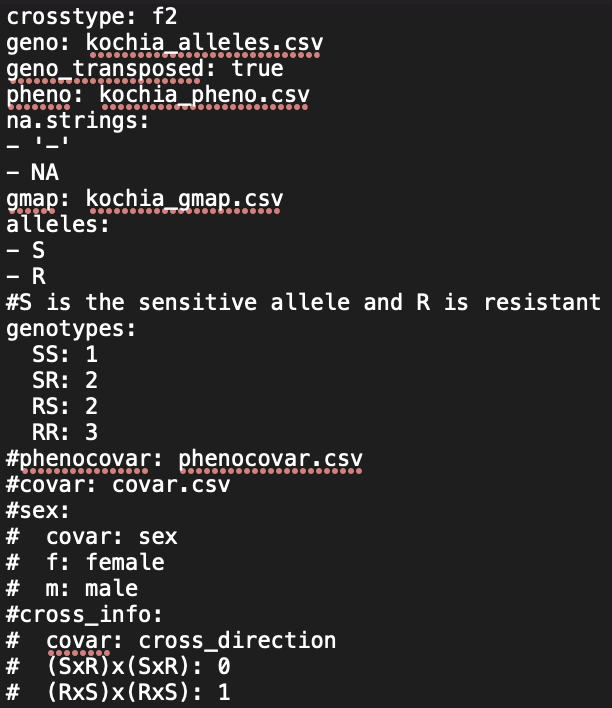 crosstype: f2
geno: kochia_alleles.csv
geno_transposed: true
pheno: kochia_pheno.csv
na.strings:
- '-'
- NA
gmap: kochia_gmap.csv
alleles:
- S
- R
#S is the sensitive allele and R is resistant
genotypes:
  SS: 1
  SR: 2
  RS: 2
  RR: 3
#phenocovar: phenocovar.csv
#covar: covar.csv
#sex:
#  covar: sex
#  f: female
#  m: male
#cross_info:
#  covar: cross_direction
#  (SxR)x(SxR): 0
#  (RxS)x(RxS): 1